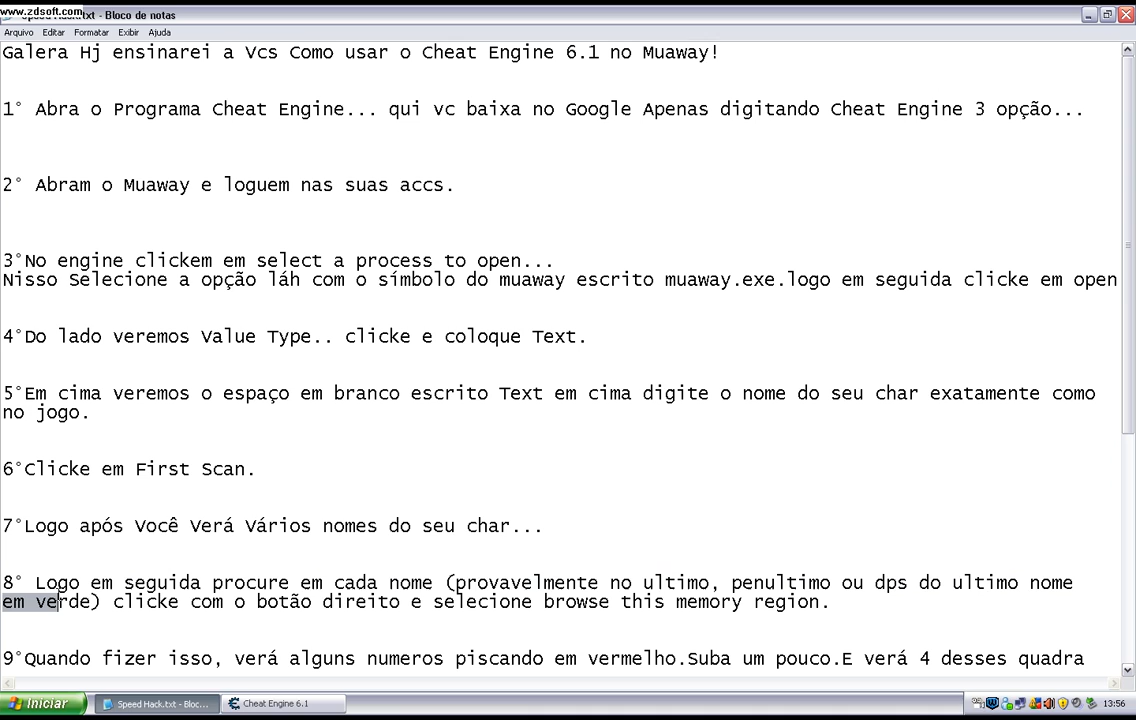 www.zdsoft.com
Speed Hack.txt - Bloco de notas
Arquivo Editar Formatar Exibir Ajuda
Galera Hj ensinarei a Vcs Como usar o Cheat Engine 6.1 no Muaway!
1° Abra o Programa Cheat Engine... qui vc baixa no Google Apenas digitando Cheat Engine 3 opção...
2° Abram o Muaway e loguem nas suas accs.
3°No engine clickem em select a process to open...
Nisso Selecione a opção láh com o símbolo do muaway escrito muaway.exe.logo em seguida clicke em open
4°Do lado veremos Value Type.. clicke e coloque Text.
5°Em cima veremos o espaço em branco escrito Text em cima digite o nome do seu char exatamente como
no jogo.
6°Clicke em First Scan.
7°Logo após Você Verá Vários nomes do seu char...
8° Logo em seguida procure em cada nome (provavelmente no ultimo, penultimo ou dps do ultimo nome
em verde) clicke com o botão direito e selecione browse this memory region.
9°Quando fizer isso, verá alguns numeros piscando em vermelho.Suba um pouco.E verá 4 desses quadra
Iniciar Speed Hack.txt - Bloc... Cheat Engine 6.1 13:56